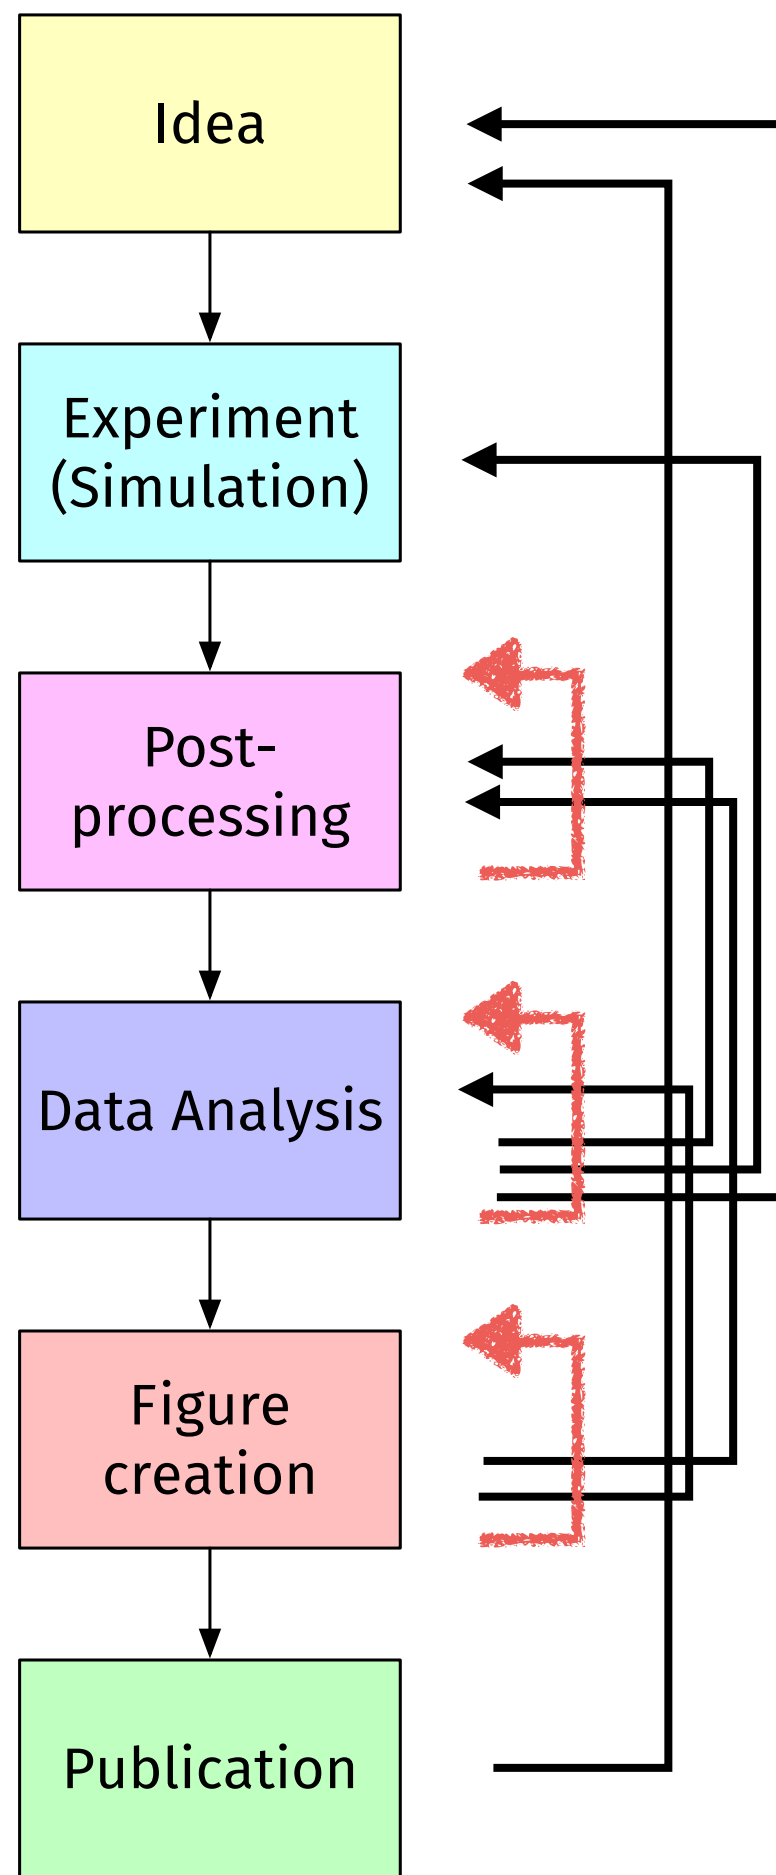 Idea
Experiment
(Simulation)
Post-
processing
Data Analysis
Figure
creation
Publication